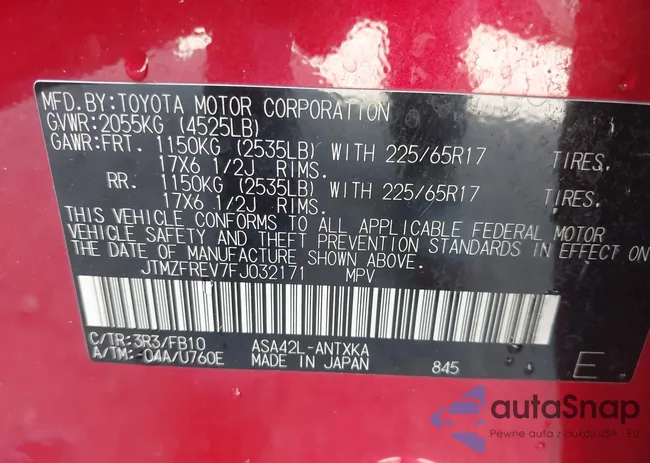 MFD.BY:TOYOTA MOTOR CORPORATION
GVWR:2055KG (4525LB)
GAWR:FRT. 1150KG (2535LB) WITH 225/65R17 TIRES,
17X6 1/2J RIMS.
RR. 1150KG (2535LB) WITH 225/65R17 TIRES,
17X6 1/2J RIMS.
THIS VEHICLE CONFORMS TO ALL APPLICABLE FEDERAL MOTOR
VEHICLE SAFETY AND THEFT PREVENTION STANDARDS IN EFFECT ON
THE DATE OF MANUFACTURE SHOWN ABOVE.
JTMZFREV7FJ032171 MPV
C/TR:3R3/FB10 ASA42L-ANTXKA
A/TM:-04A/U760E MADE IN JAPAN 845 E
autoSnap
Pewne auta z aukcji USA - EU